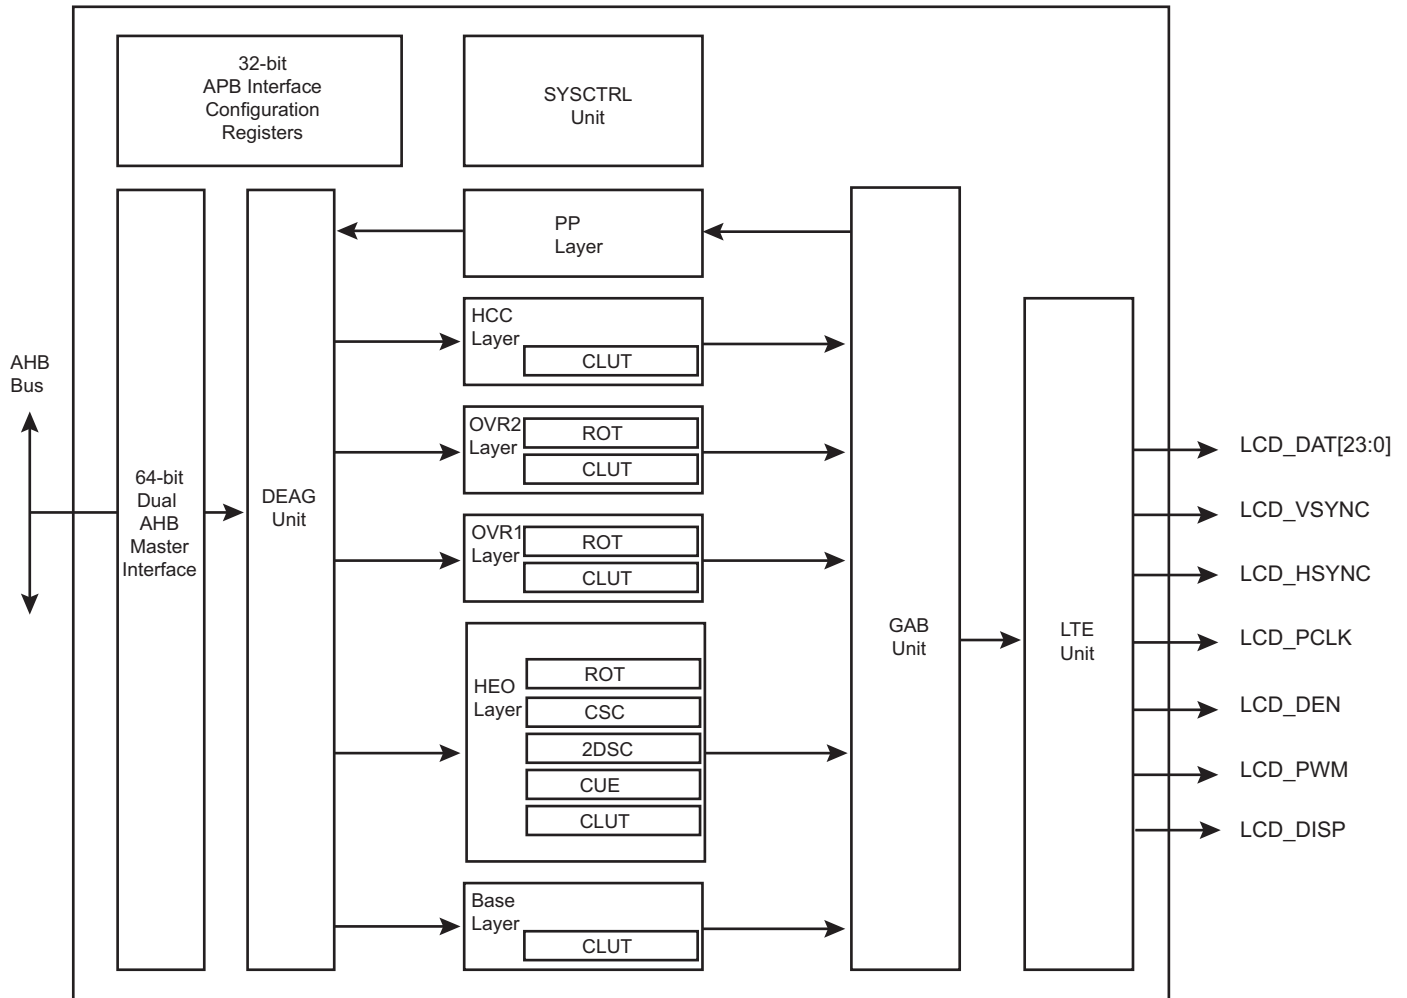 32-bit
APB Interface
Configuration
Registers
SYSCTRL
Unit
PP
Layer
HCC
Layer
CLUT
AHB
Bus
OVR2
Layer
ROT
CLUT
64-bit
Dual
AHB
Master
Interface
DEAG
Unit
OVR1
Layer
ROT
CLUT
HEO
Layer
ROT
CSC
2DSC
CUE
CLUT
Base
Layer
CLUT
GAB
Unit
LTE
Unit
LCD_DAT[23:0]
LCD_VSYNC
LCD_HSYNC
LCD_PCLK
LCD_DEN
LCD_PWM
LCD_DISP